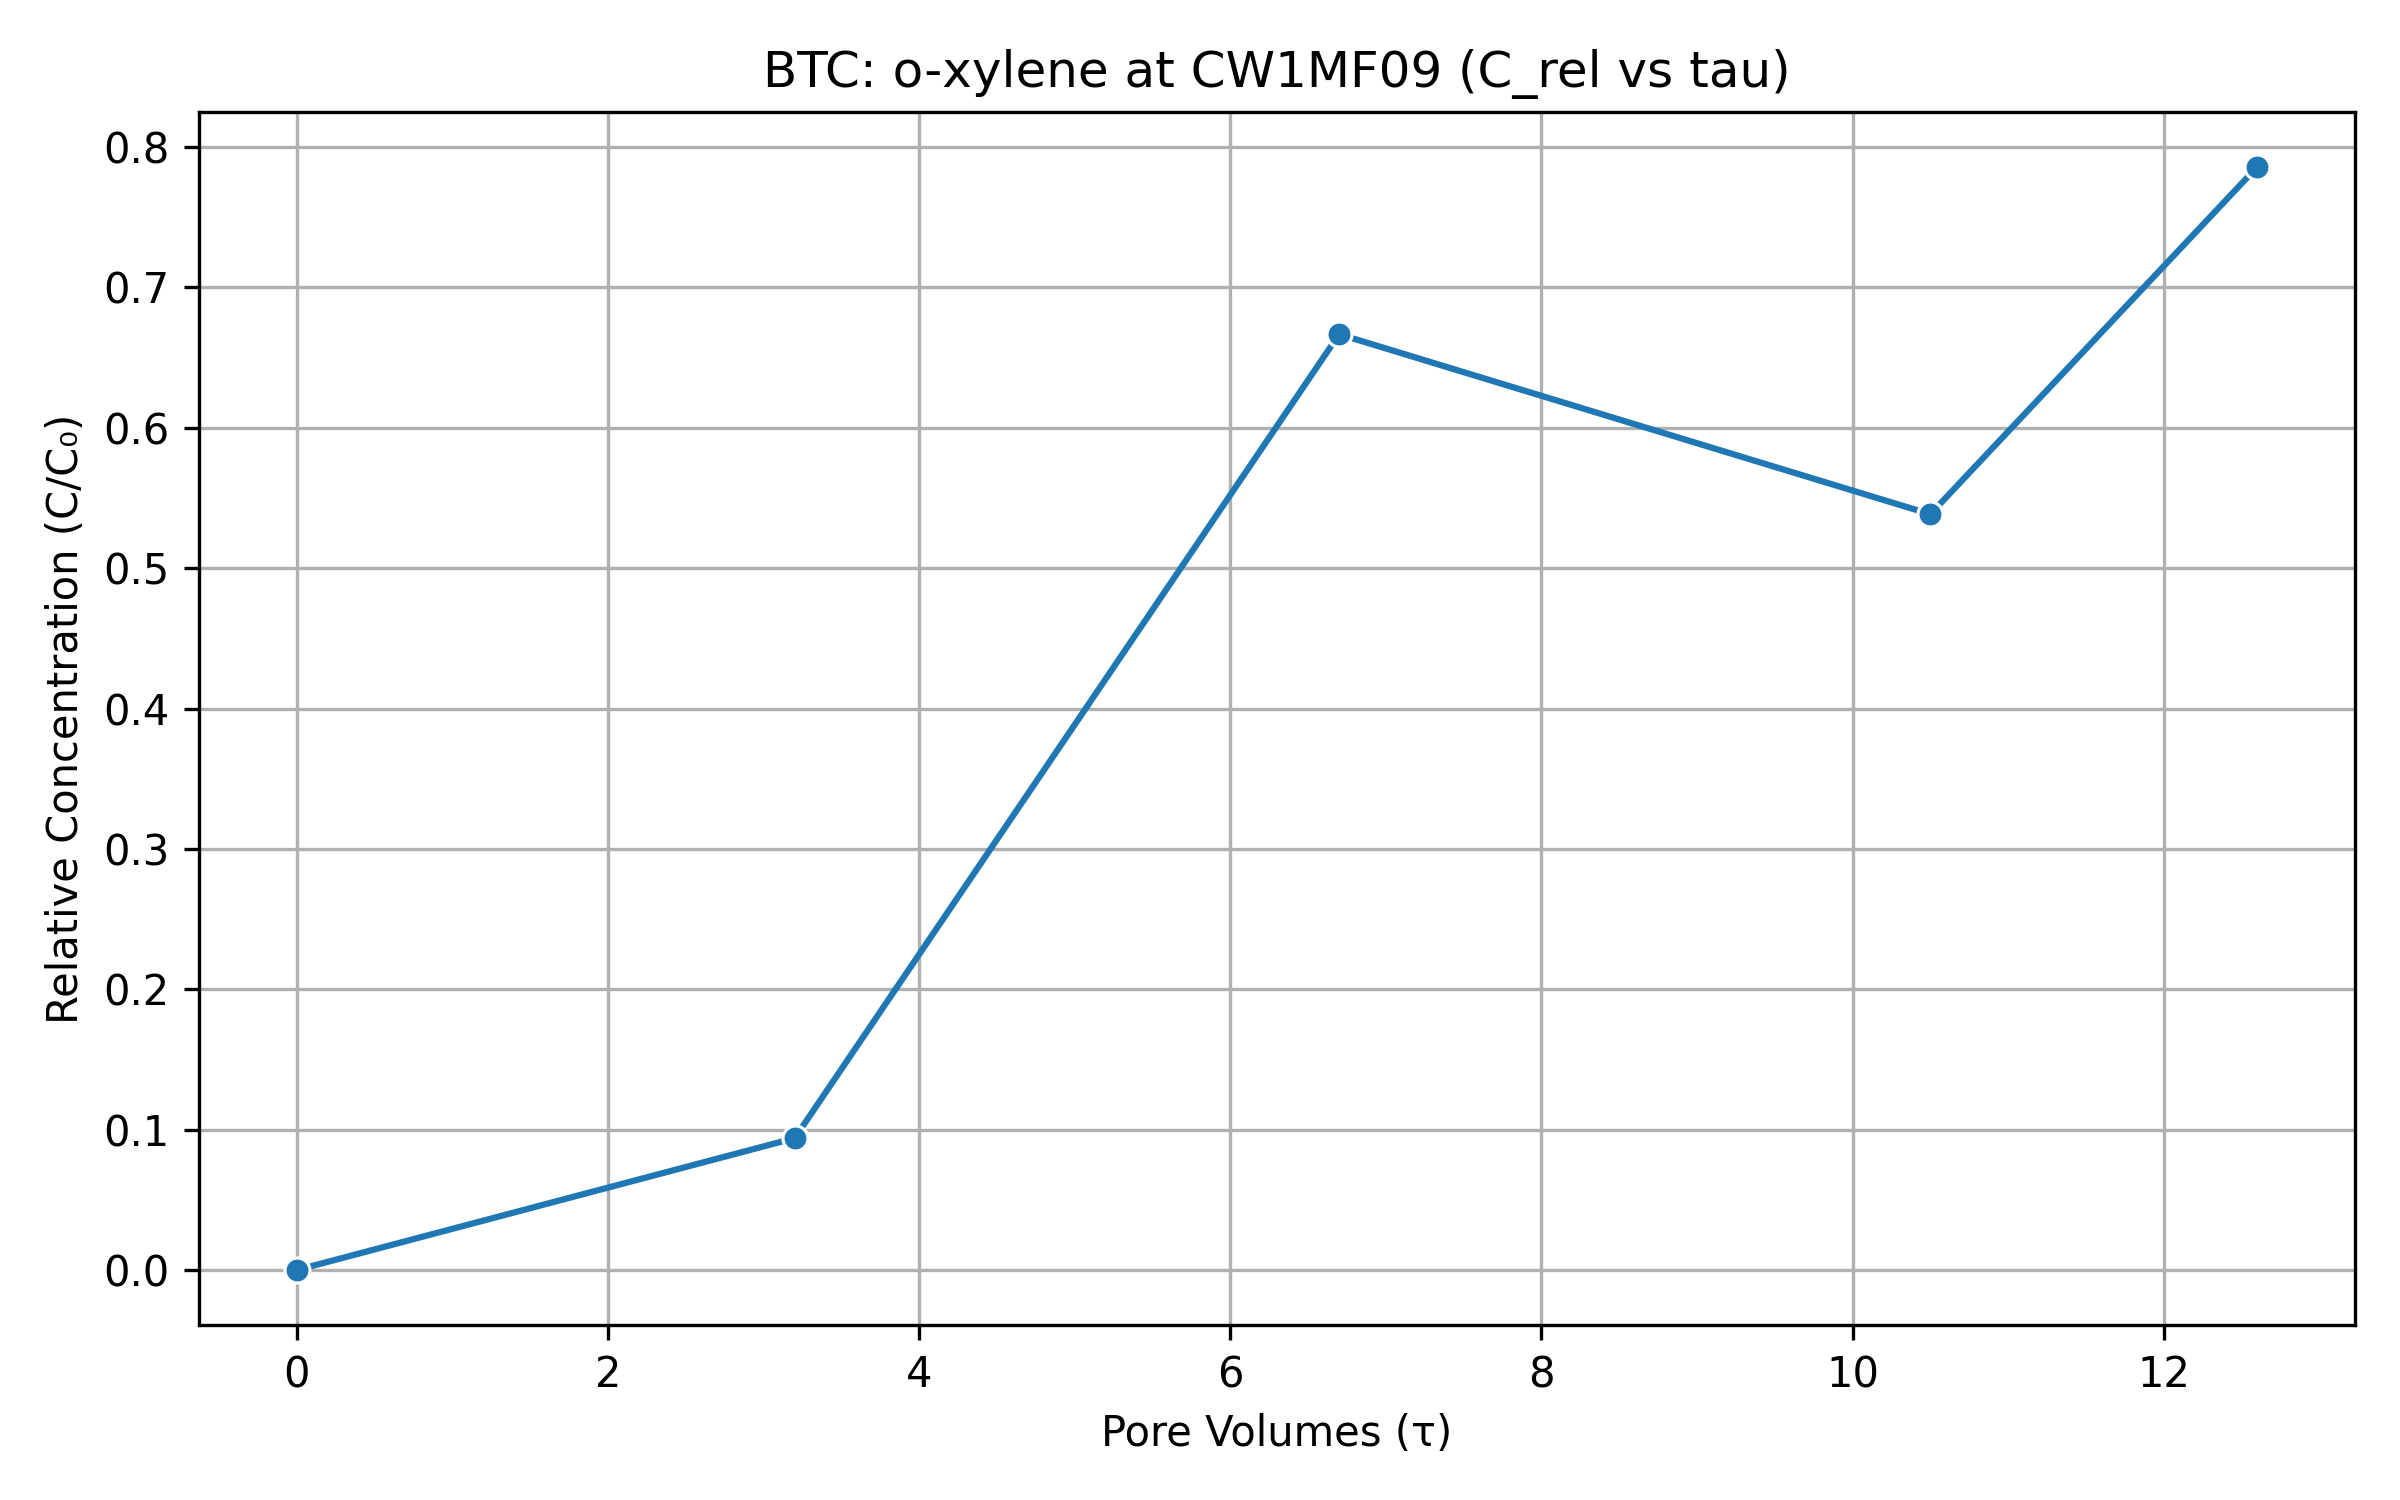 BTC: o-xylene at CW1MF09 (C_rel vs tau)
Relative Concentration (C/C₀)
0.8
0.7
0.6
0.5
0.4
0.3
0.2
0.1
0.0
0 2 4 6 8 10 12
Pore Volumes (τ)